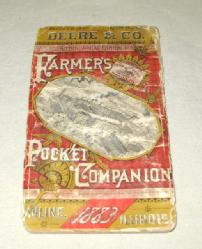 DEERE & CO.
FARMER'S
POCKET COMPANION
MOLINE, 1883 ILLINOIS